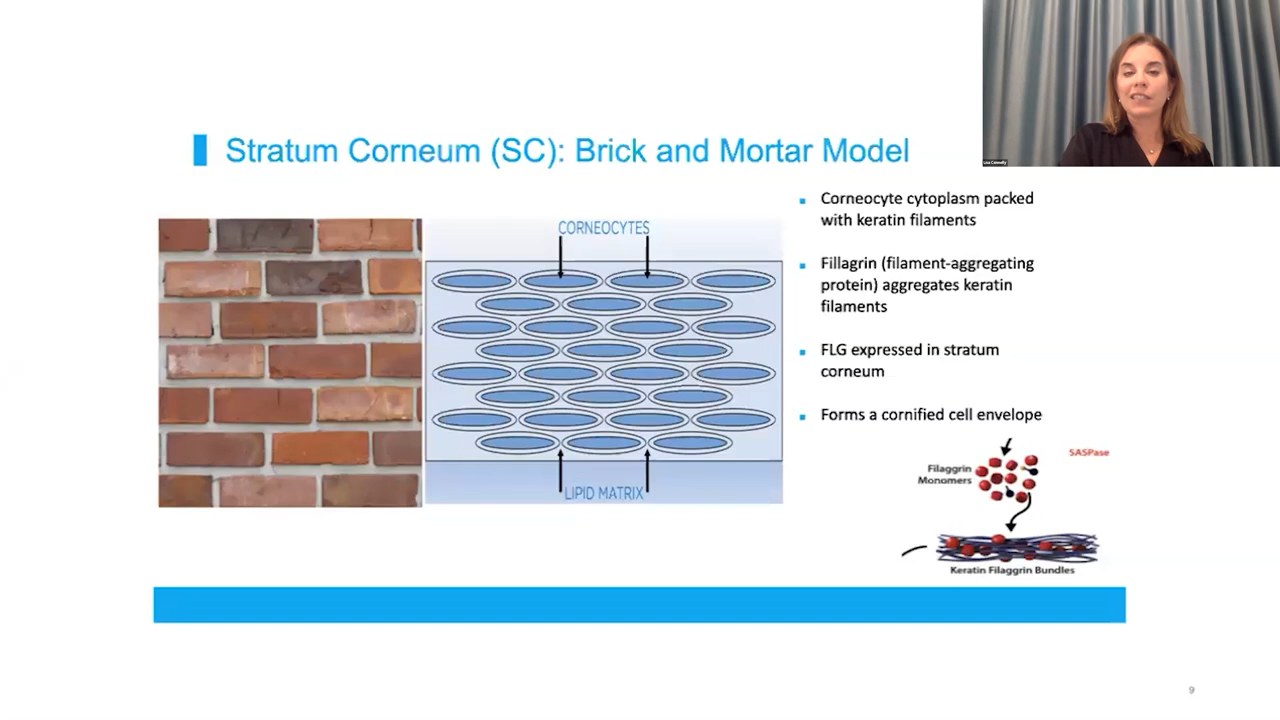 Stratum Corneum (SC): Brick and Mortar Model
Lisa Connelly
CORNEOCYTES
LIPID MATRIX
▪ Corneocyte cytoplasm packed
with keratin filaments
▪ Fillagrin (filament-aggregating
protein) aggregates keratin
filaments
▪ FLG expressed in stratum
corneum
▪ Forms a cornified cell envelope
SASPase
Filaggrin
Monomers
Keratin Filaggrin Bundles
9